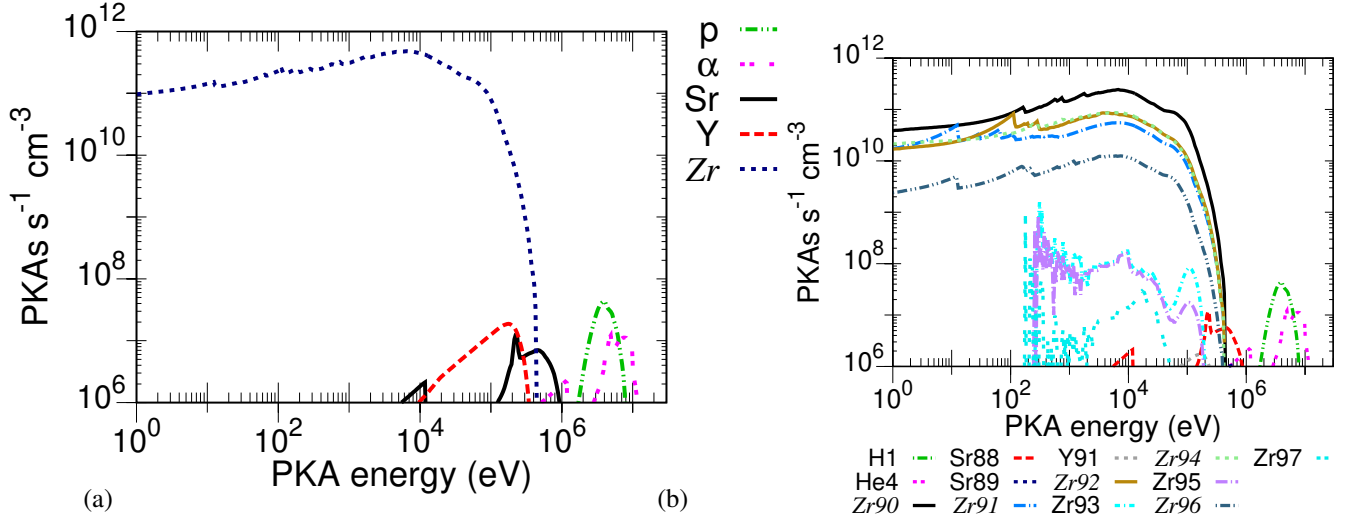 10^12
10^10
10^8
10^6
PKAs s^-1 cm^-3
10^0
10^2
10^4
10^6
PKA energy (eV)
(a)
p
α
Sr
Y
Zr
10^12
10^10
10^8
10^6
PKAs s^-1 cm^-3
10^0
10^2
10^4
10^6
PKA energy (eV)
(b)
H1 Sr88 Y91 Zr94 Zr97
He4 Sr89 Zr92 Zr95
Zr90 Zr91 Zr93 Zr96